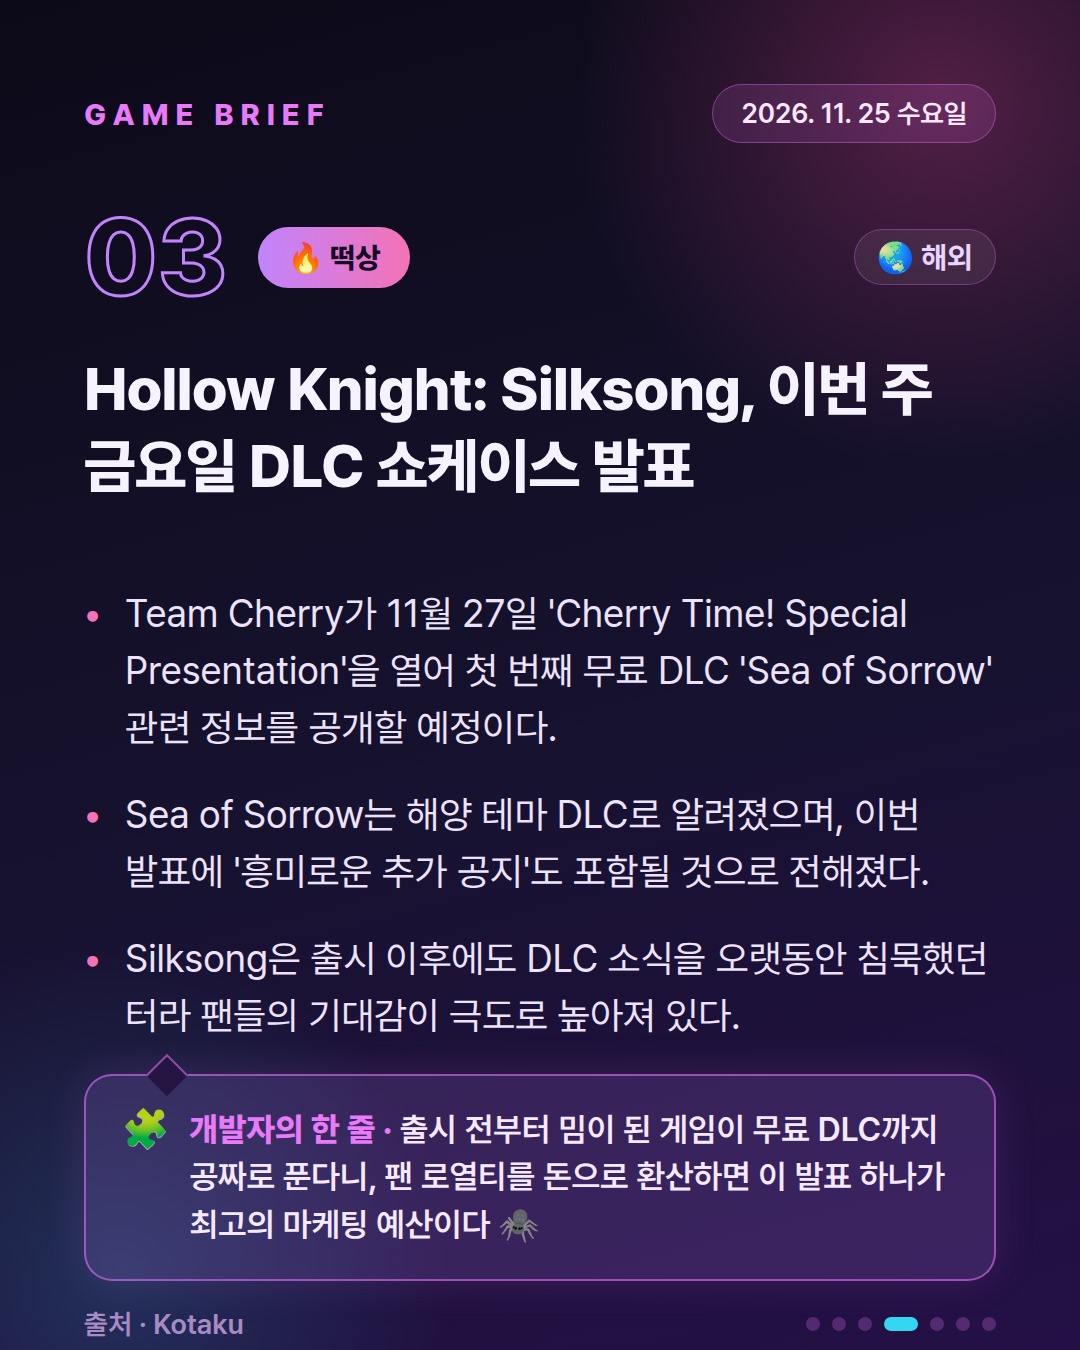 GAME BRIEF
2026. 11. 25 수요일
03
🔥 떡상
🌏 해외
Hollow Knight: Silksong, 이번 주
금요일 DLC 쇼케이스 발표
• Team Cherry가 11월 27일 'Cherry Time! Special
Presentation'을 열어 첫 번째 무료 DLC 'Sea of Sorrow'
관련 정보를 공개할 예정이다.
• Sea of Sorrow는 해양 테마 DLC로 알려졌으며, 이번
발표에 '흥미로운 추가 공지'도 포함될 것으로 전해졌다.
• Silksong은 출시 이후에도 DLC 소식을 오랫동안 침묵했던
터라 팬들의 기대감이 극도로 높아져 있다.
🧩 개발자의 한 줄 · 출시 전부터 밈이 된 게임이 무료 DLC까지
공짜로 푼다니, 팬 로열티를 돈으로 환산하면 이 발표 하나가
최고의 마케팅 예산이다 🕷️
출처 · Kotaku